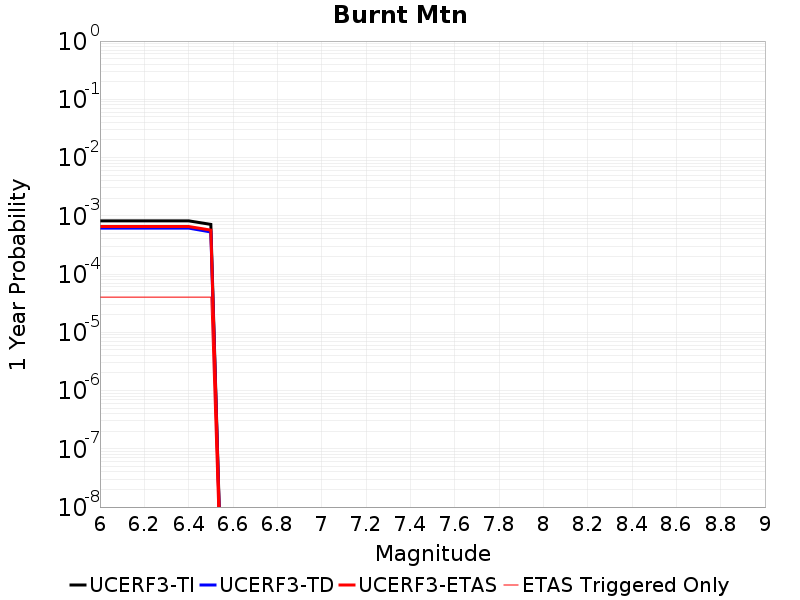 Burnt Mtn
1 Year Probability
10^0
10^-1
10^-2
10^-3
10^-4
10^-5
10^-6
10^-7
10^-8
6 6.2 6.4 6.6 6.8 7 7.2 7.4 7.6 7.8 8 8.2 8.4 8.6 8.8 9
Magnitude
UCERF3-TI UCERF3-TD UCERF3-ETAS ETAS Triggered Only